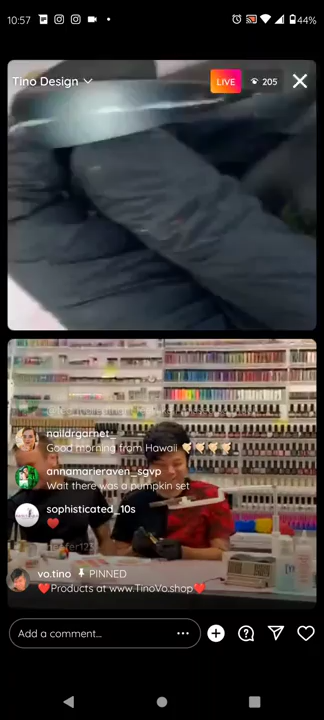 10:57
44%
Tino Design
LIVE
205
naildrgamet
Good morning from Hawaii
annamarieraven_sgvp
Wait there was a pumpkin set
sophisticated_10s
vo.tino PINNED
Products at www.TinoVo.shop
Add a comment...